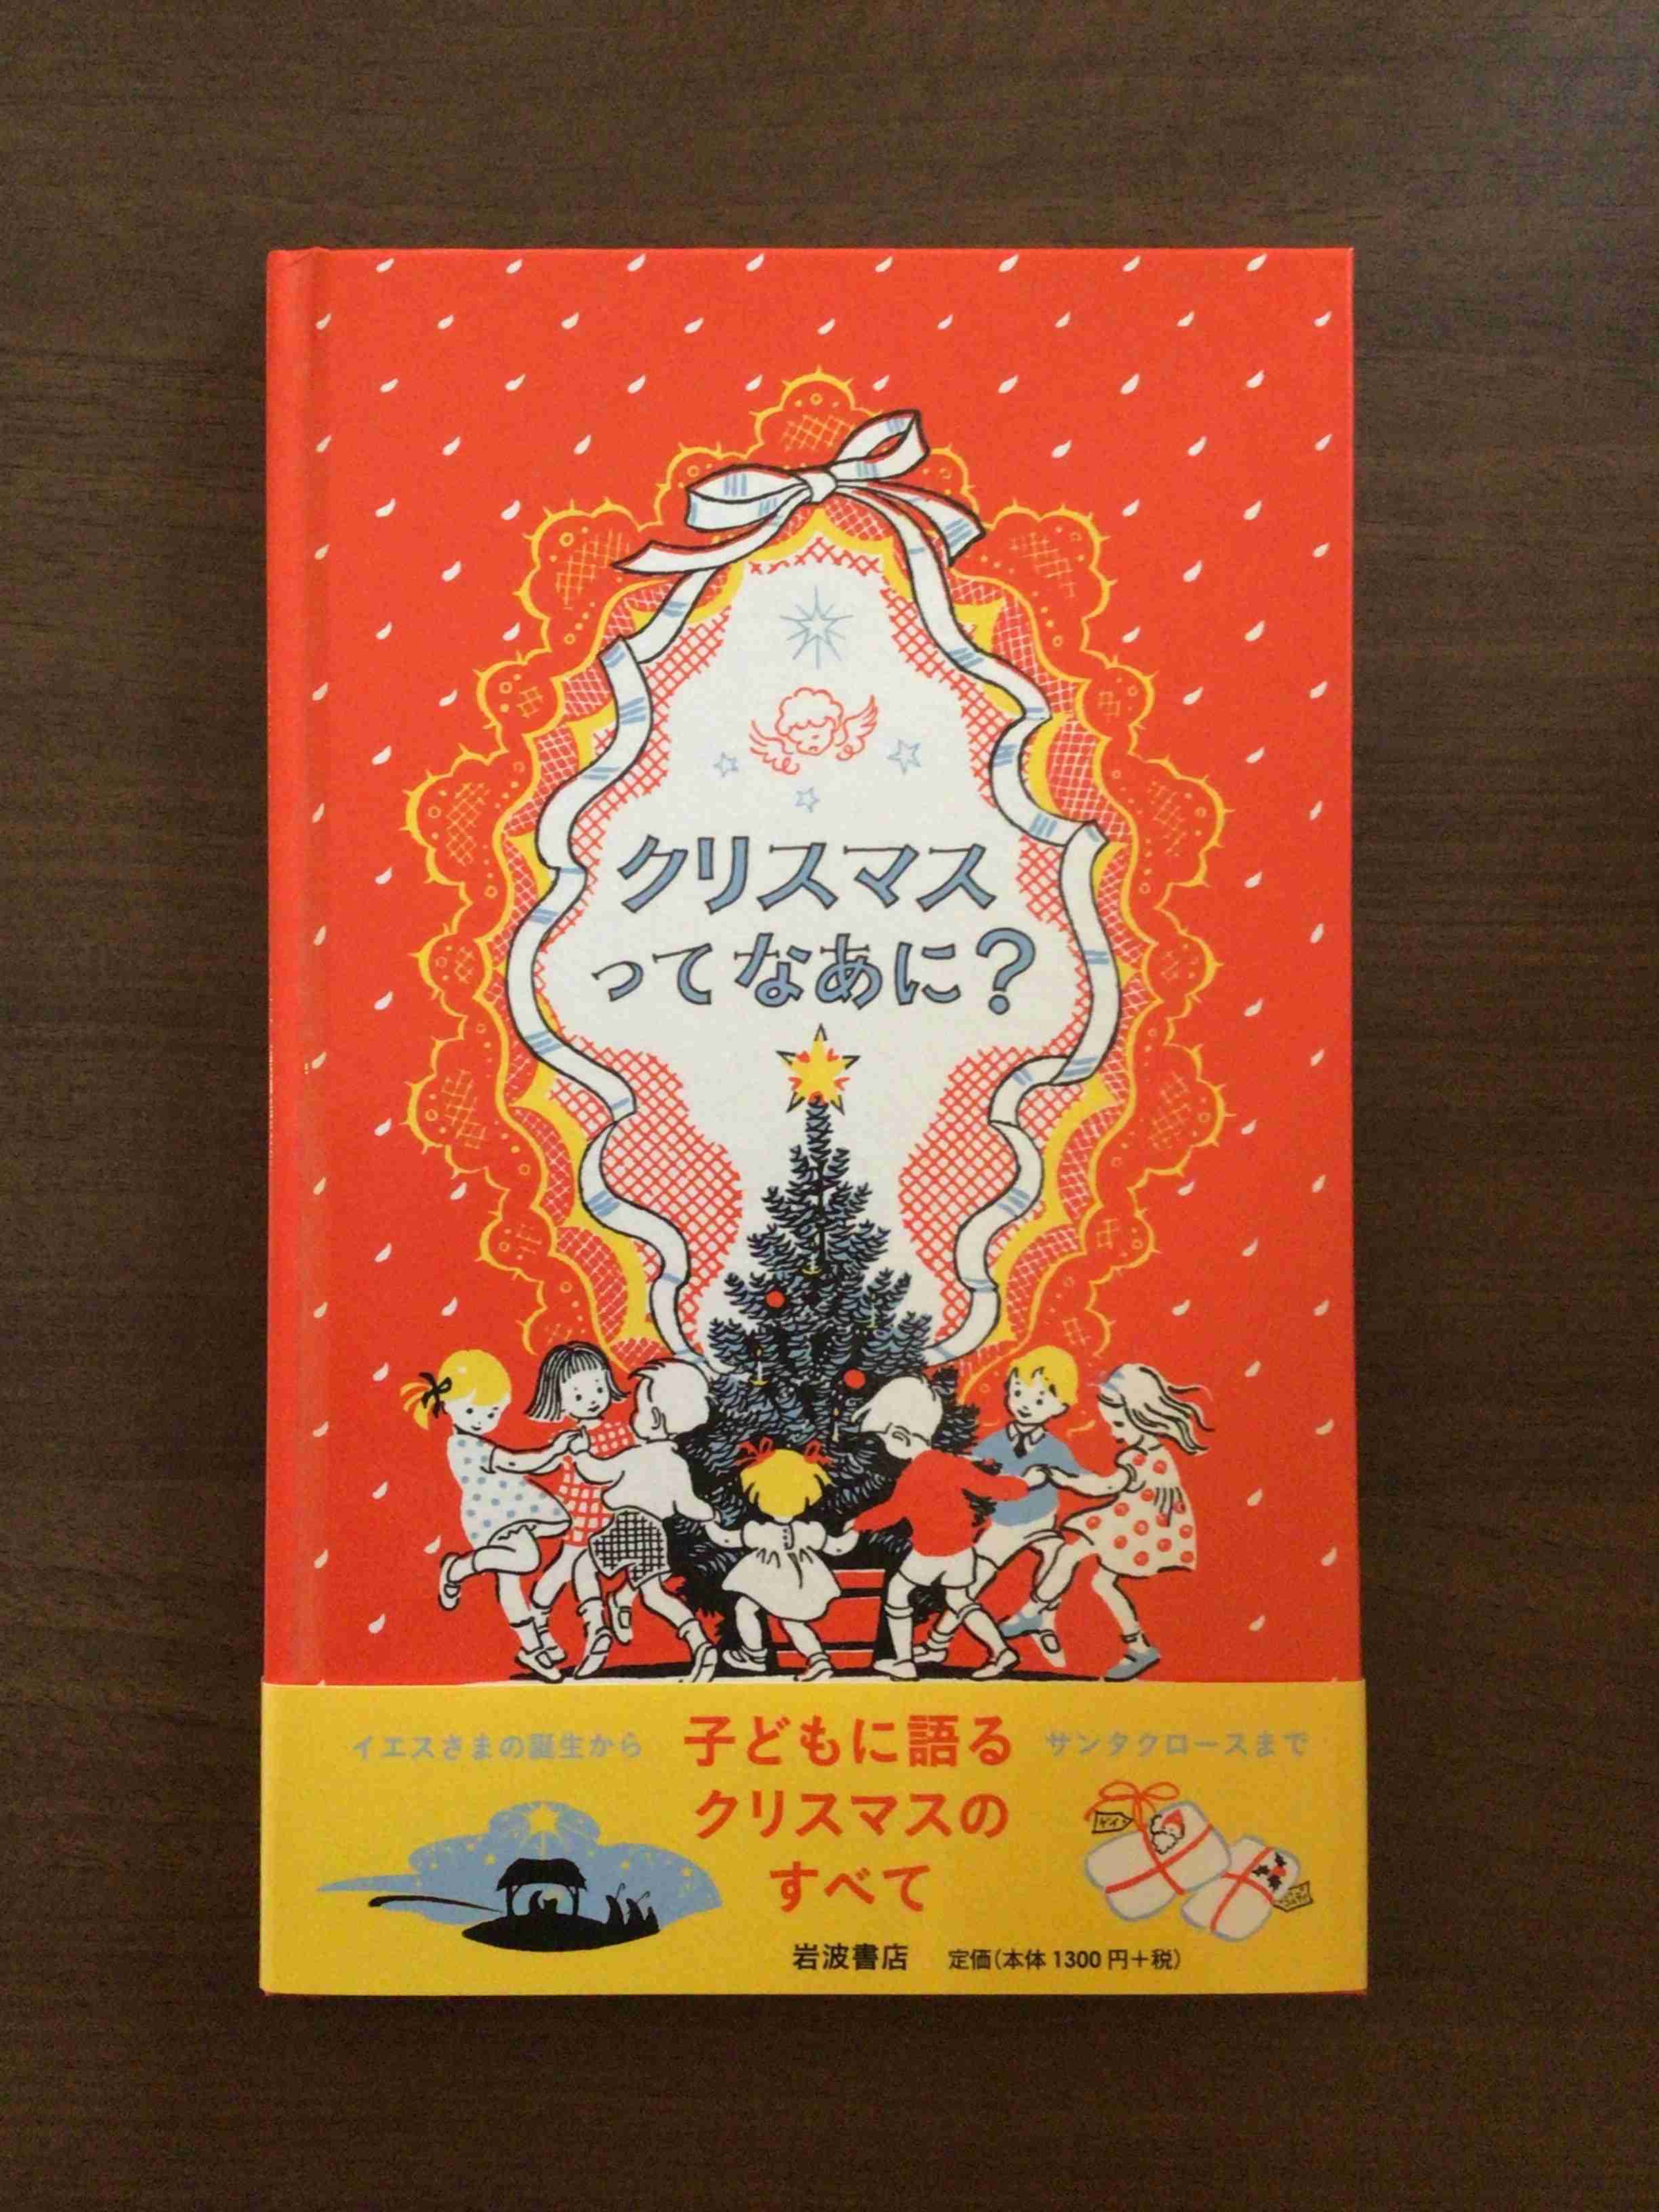 クリスマス
ってなあに?
イエスさまの誕生から
子どもに語る
クリスマスの
すべて
サンタクロースまで
岩波書店 定価(本体1300円+税)